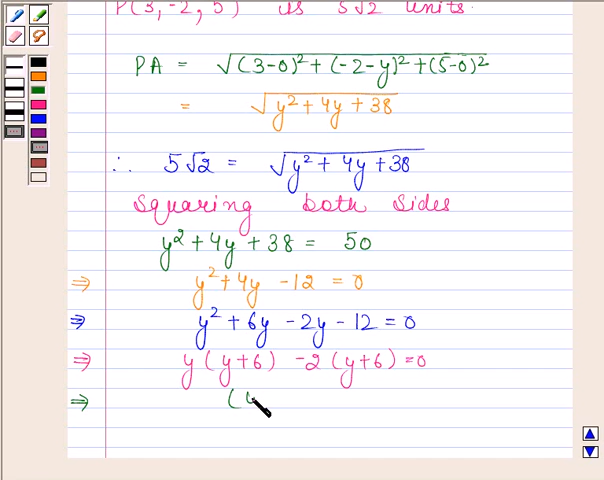 P(3, -2, 5) is 5√2 units.
PA = √(3-0)² + (-2-y)² + (5-0)²
= √y² + 4y + 38
∴ 5√2 = √y² + 4y + 38
Squaring both sides
y² + 4y + 38 = 50
⇒ y² + 4y - 12 = 0
⇒ y² + 6y - 2y - 12 = 0
⇒ y(y+6) - 2(y+6) = 0
⇒ (